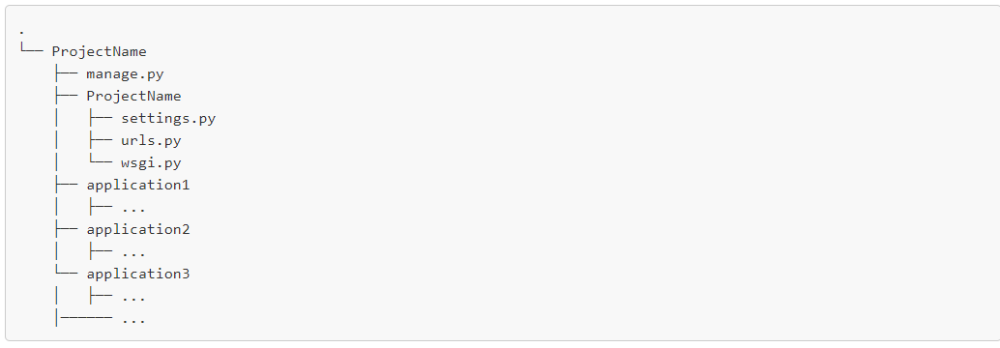 .
└── ProjectName
    ├── manage.py
    ├── ProjectName
    │   ├── settings.py
    │   ├── urls.py
    │   └── wsgi.py
    ├── application1
    │   ├── ...
    ├── application2
    │   ├── ...
    └── application3
    │   ├── ...
    │────── ...